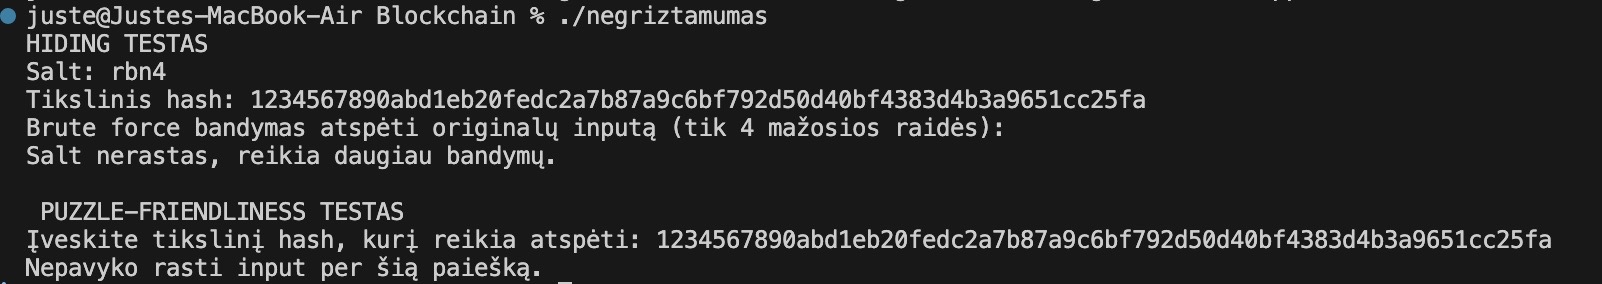 juste@Justes-MacBook-Air Blockchain % ./negriztamumas
HIDING TESTAS
Salt: rbn4
Tikslinis hash: 1234567890abd1eb20fedc2a7b87a9c6bf792d50d40bf4383d4b3a9651cc25fa
Brute force bandymas atspėti originalų inputą (tik 4 mažosios raidės):
Salt nerastas, reikia daugiau bandymų.
PUZZLE-FRIENDLINESS TESTAS
Įveskite tikslinį hash, kurį reikia atspėti: 1234567890abd1eb20fedc2a7b87a9c6bf792d50d40bf4383d4b3a9651cc25fa
Nepavyko rasti input per šią paiešką.